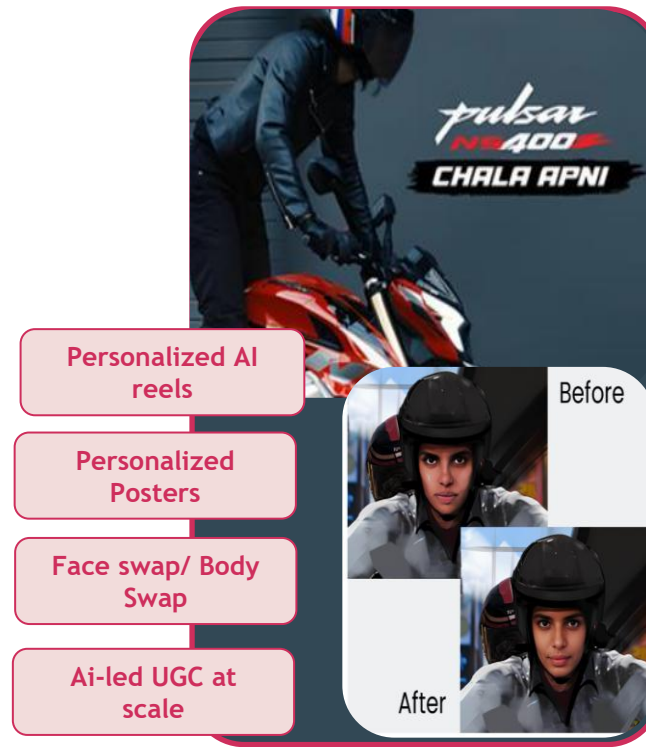 pulsar
NS400Z
CHALA APNI
Personalized AI
reels
Personalized
Posters
Face swap/ Body
Swap
Ai-led UGC at
scale
Before
After